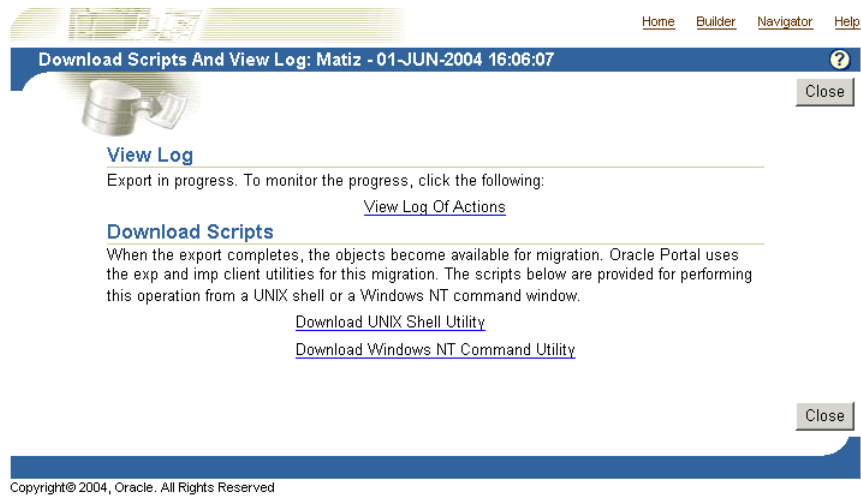 Home Builder Navigator Help
Download Scripts And View Log: Matiz - 01-JUN-2004 16:06:07
?
Close
View Log
Export in progress. To monitor the progress, click the following:
View Log Of Actions
Download Scripts
When the export completes, the objects become available for migration. Oracle Portal uses
the exp and imp client utilities for this migration. The scripts below are provided for performing
this operation from a UNIX shell or a Windows NT command window.
Download UNIX Shell Utility
Download Windows NT Command Utility
Close
Copyright© 2004, Oracle. All Rights Reserved